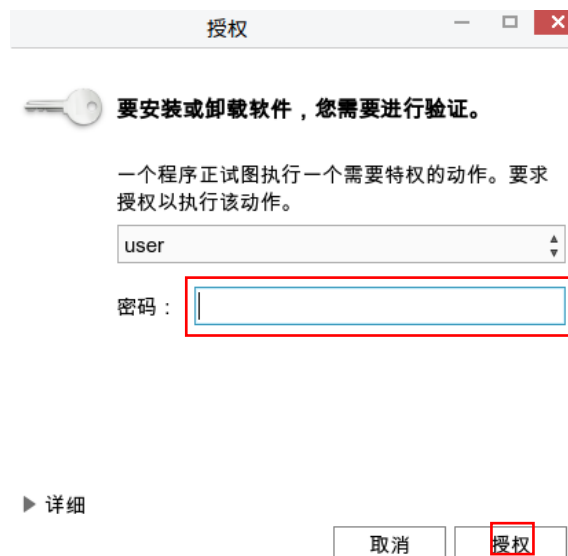 授权
要安装或卸载软件，您需要进行验证。
一个程序正试图执行一个需要特权的动作。要求
授权以执行该动作。
user
密码：
详细
取消
授权